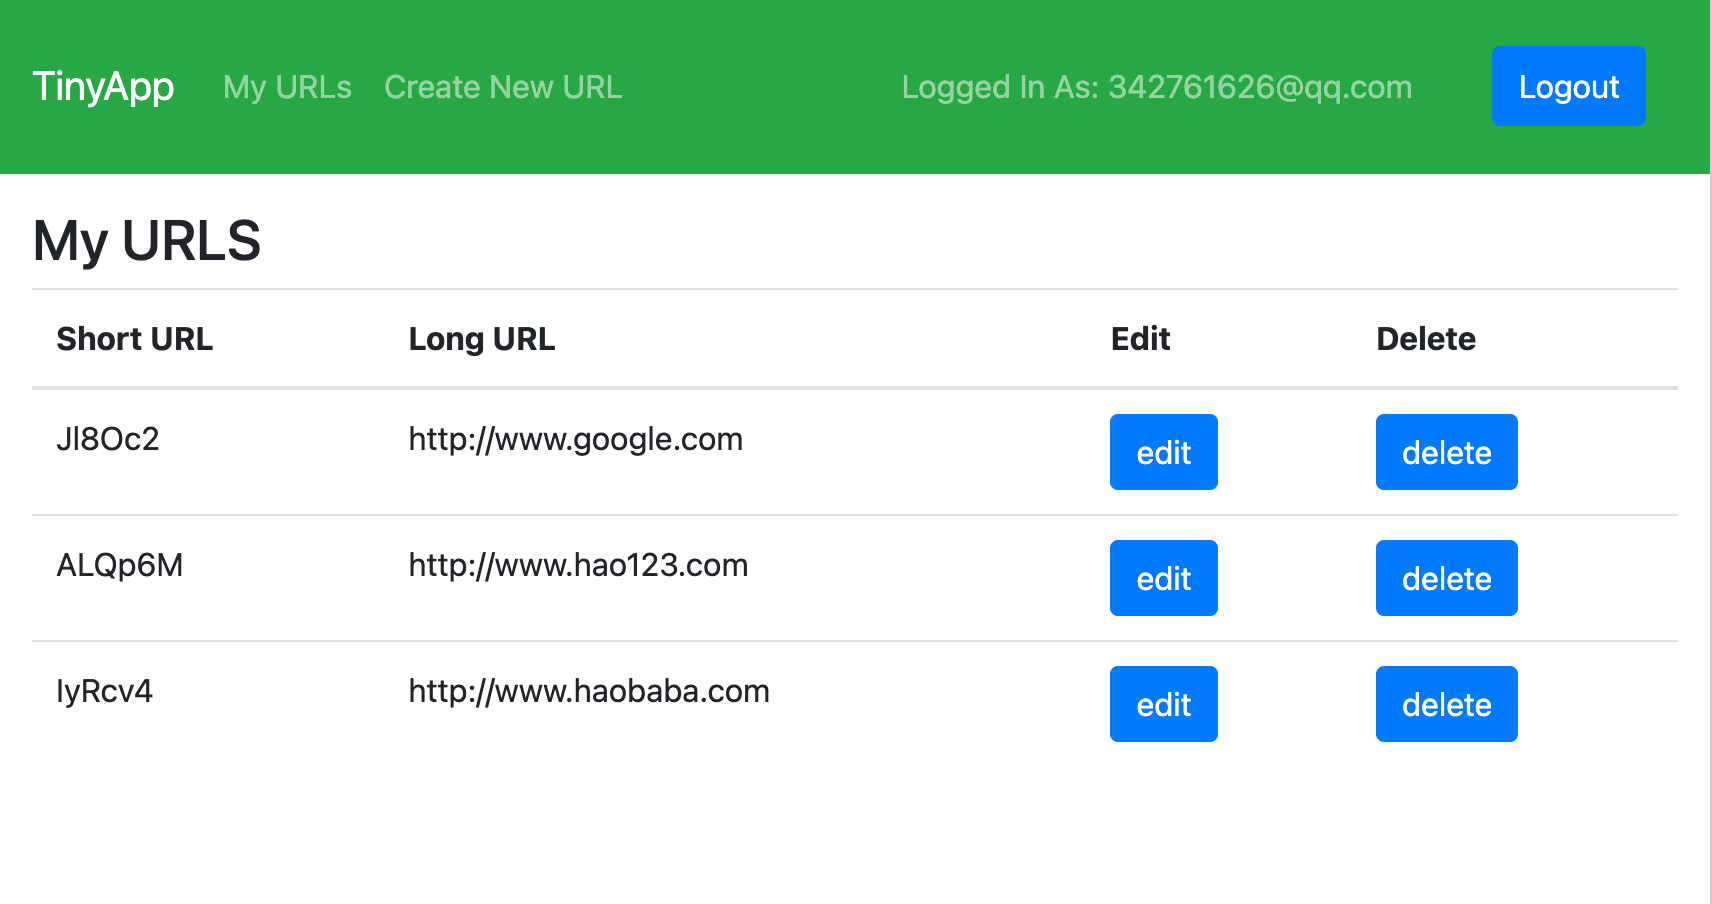 TinyApp My URLs Create New URL Logged In As: 342761626@qq.com Logout
My URLS
Short URL Long URL Edit Delete
Jl8Oc2 http://www.google.com edit delete
ALQp6M http://www.hao123.com edit delete
IyRcv4 http://www.haobaba.com edit delete